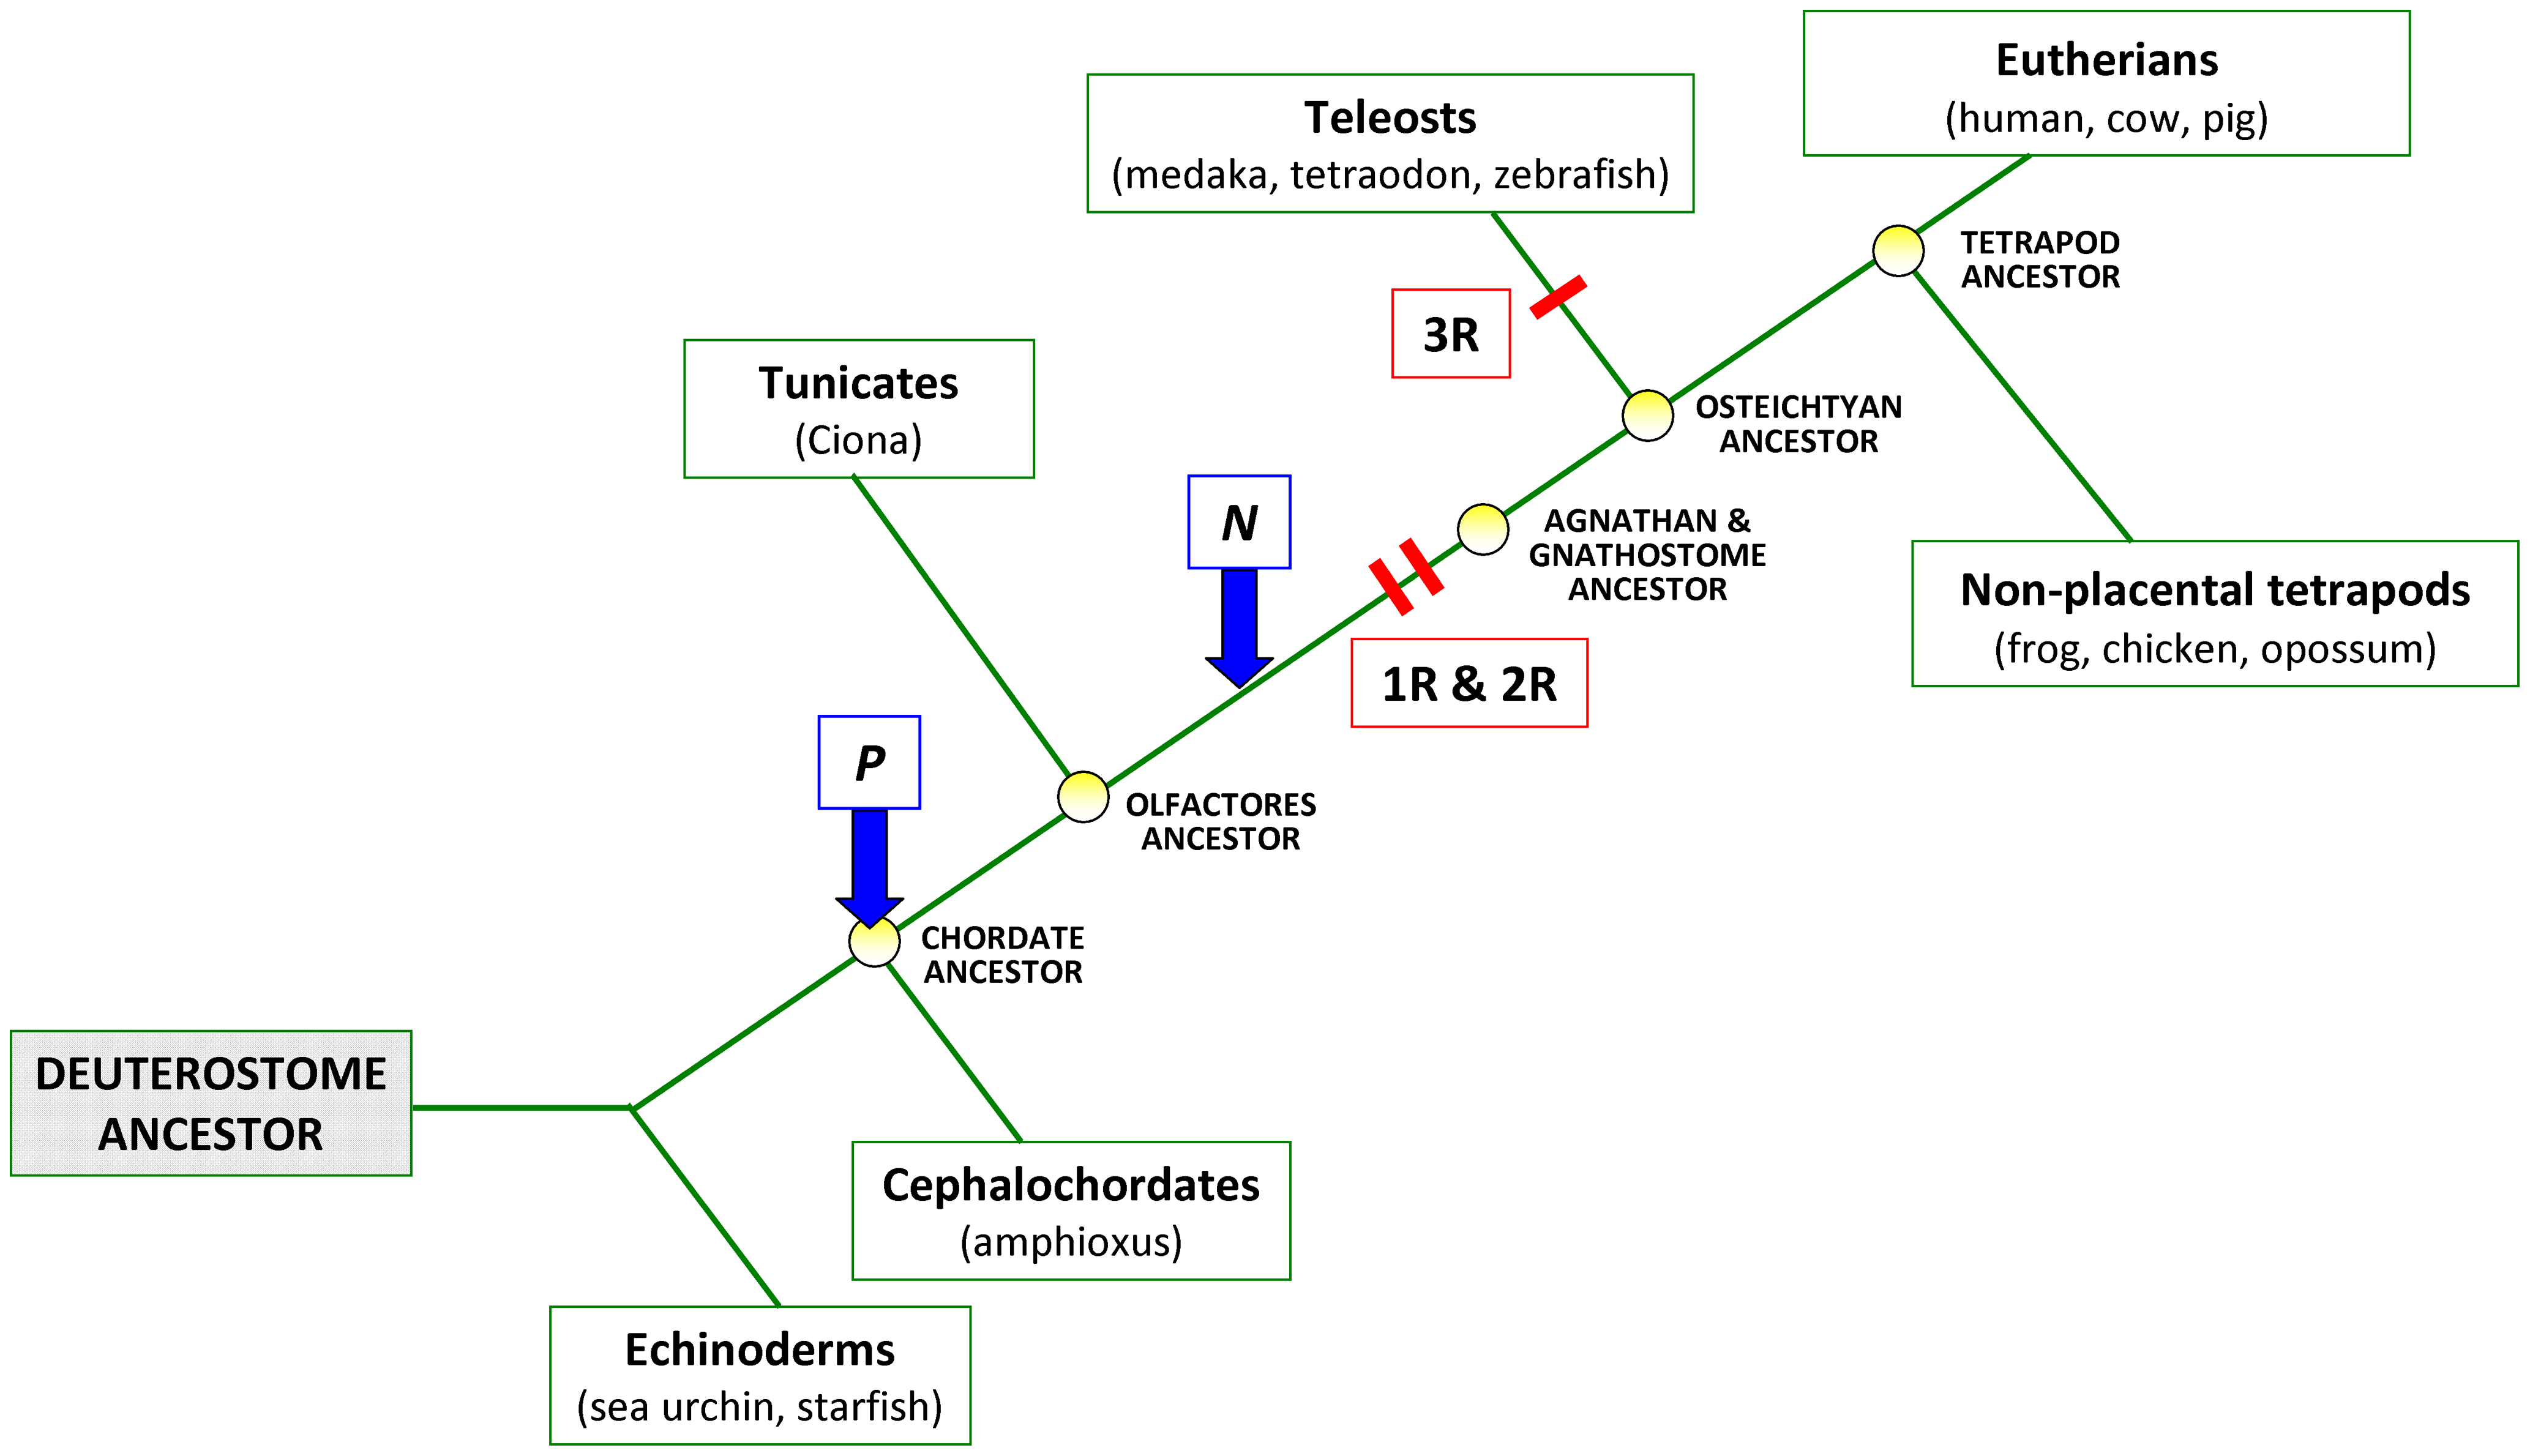 Eutherians
(human, cow, pig)
Teleosts
(medaka, tetraodon, zebrafish)
TETRAPOD
ANCESTOR
3R
Tunicates
(Ciona)
OSTEICHTYAN
ANCESTOR
N
AGNATHAN &
GNATHOSTOME
ANCESTOR
Non-placental tetrapods
(frog, chicken, opossum)
1R & 2R
P
OLFACTORES
ANCESTOR
CHORDATE
ANCESTOR
DEUTEROSTOME
ANCESTOR
Cephalochordates
(amphioxus)
Echinoderms
(sea urchin, starfish)